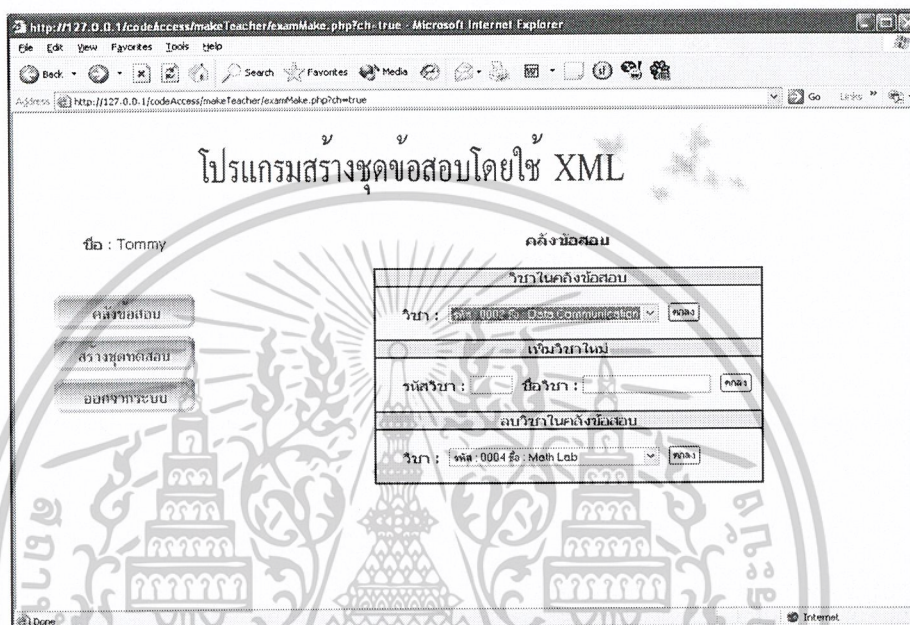 http://127.0.0.1/codeAccess/makeTeacher/examMake.php?ch=true - Microsoft Internet Explorer
File Edit View Favorites Tools Help
Back Search Favorites Media
Address http://127.0.0.1/codeAccess/makeTeacher/examMake.php?ch=true Go Links »
โปรแกรมสร้างชุดข้อสอบโดยใช้ XML
ชื่อ : Tommy
คลังข้อสอบ
สร้างชุดทดสอบ
ออกจากระบบ
คลังข้อสอบ
วิชาในคลังข้อสอบ
วิชา : รหัส : 0002 ชื่อ : Data Communication ตกลง
เพิ่มวิชาใหม่
รหัสวิชา : ชื่อวิชา : ตกลง
ลบวิชาในคลังข้อสอบ
วิชา : รหัส : 0004 ชื่อ : Math Lab ตกลง
Done Internet